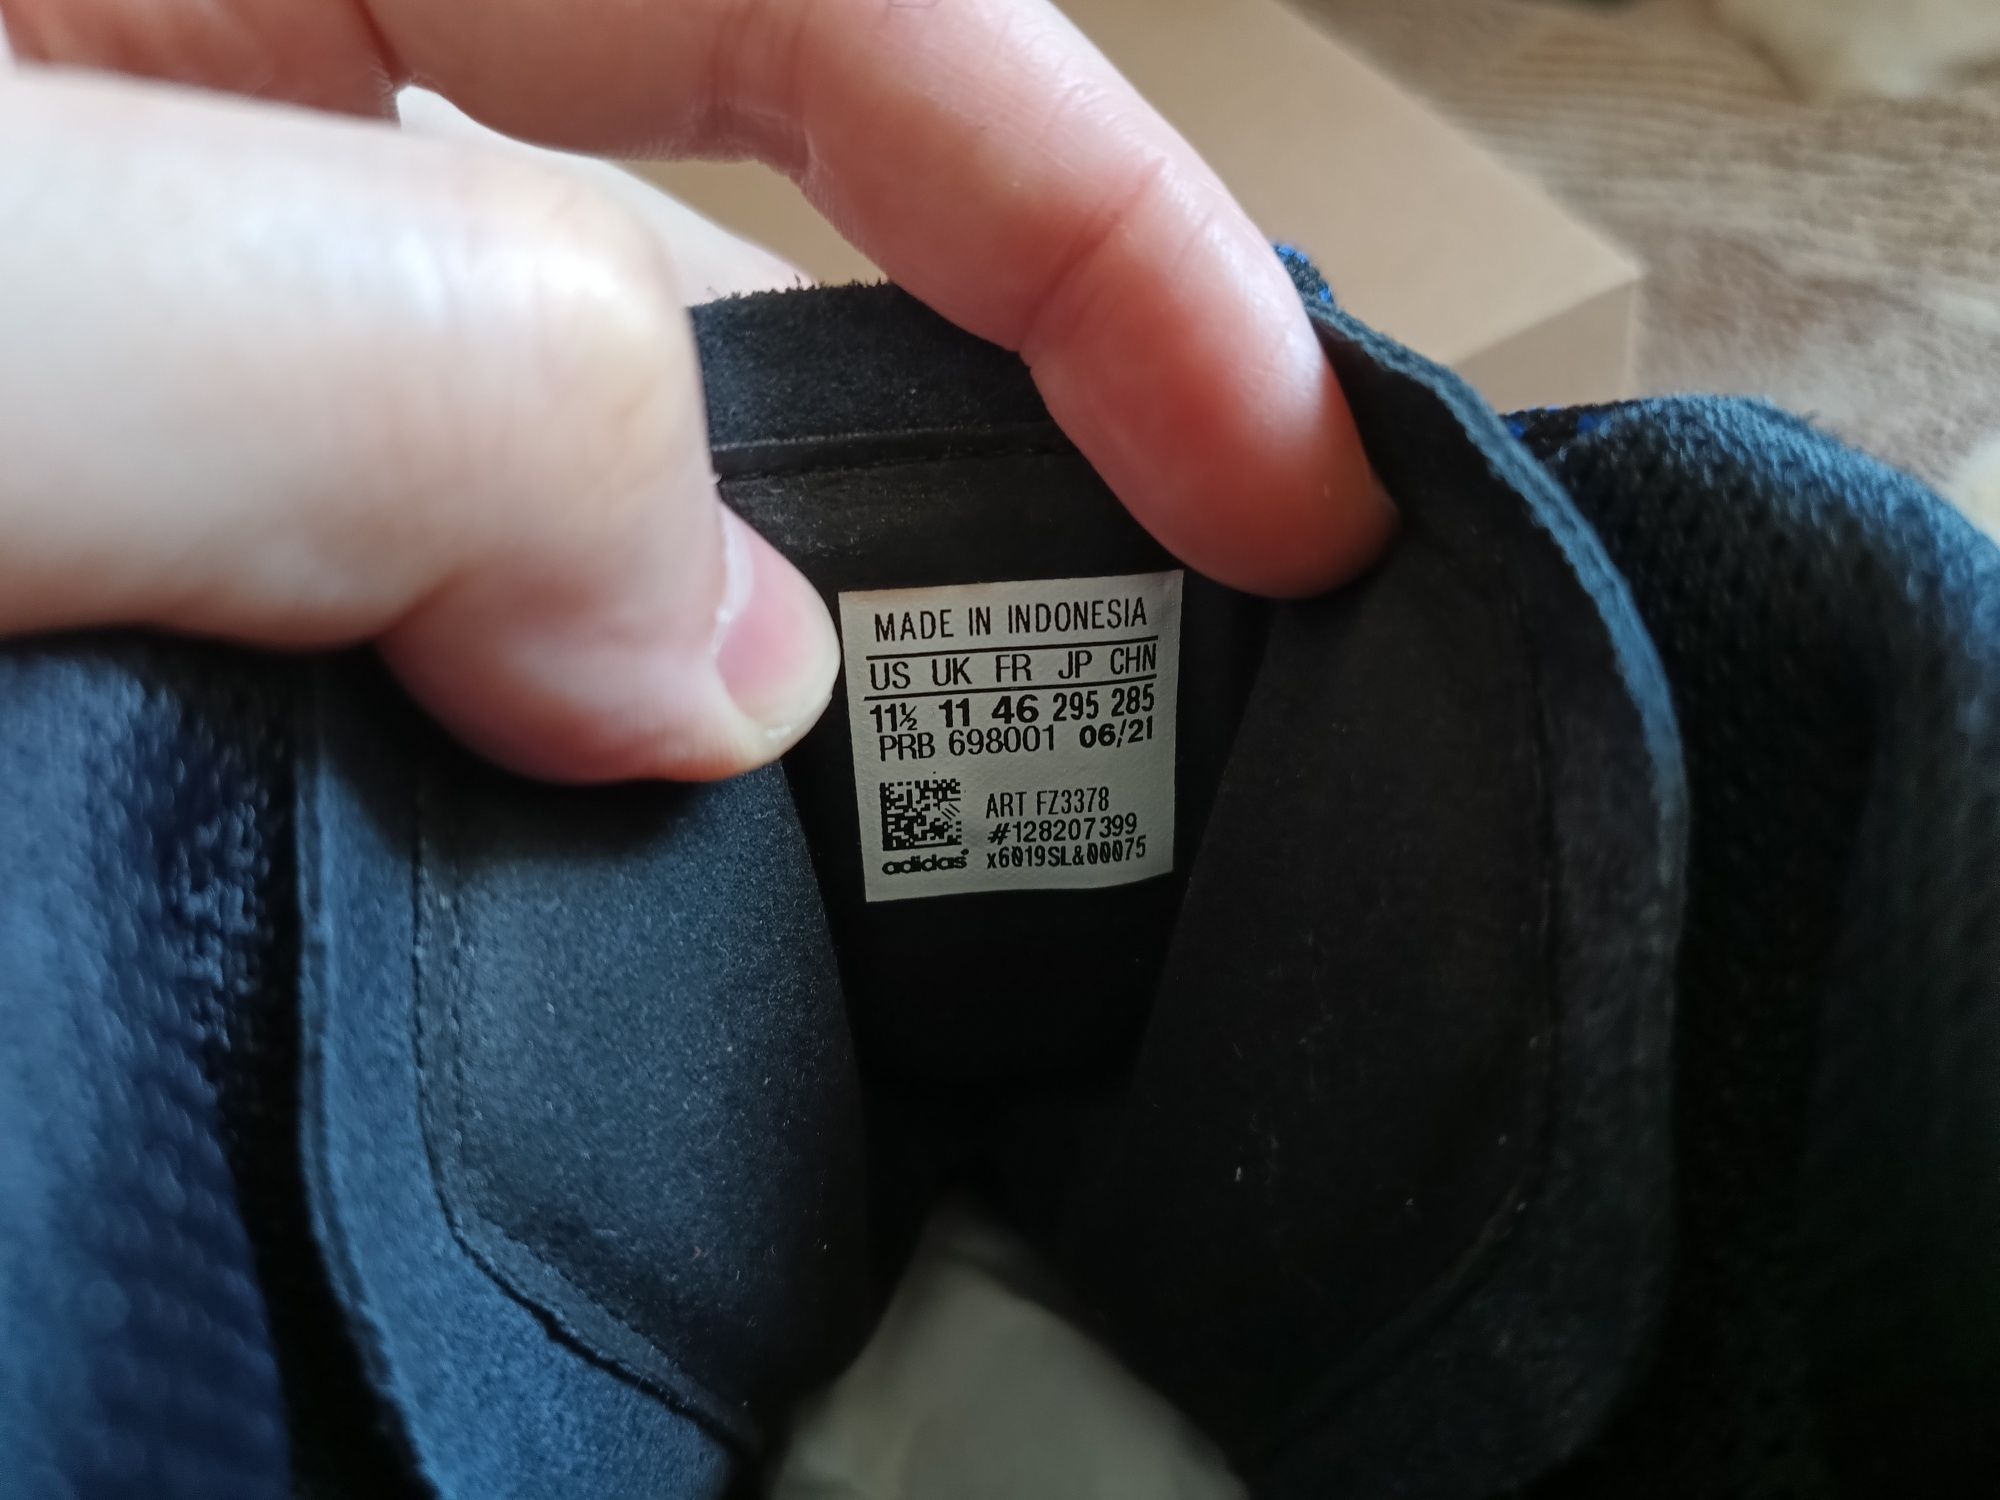 MADE IN INDONESIA
US UK FR JP CHN
11½ 11 46 295 285
PRB 698001 06/21
ART FZ3378
#128207399
adidas x6019SL&00075